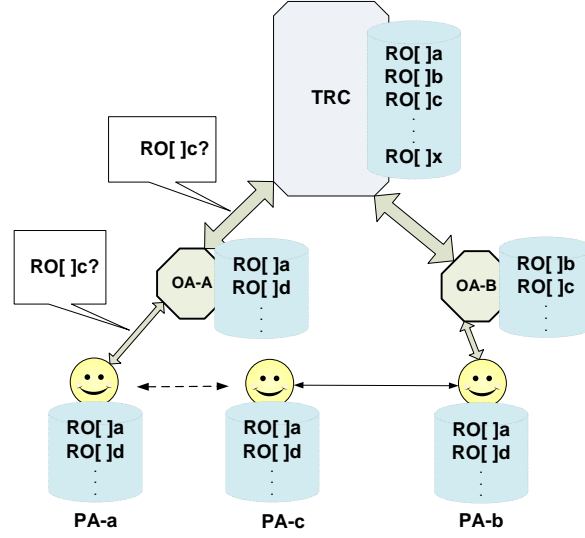 RO[ ]a
RO[ ]b
TRC
RO[ ]c
.
.
.
RO[ ]x
RO[ ]c?
RO[ ]c?
OA-A
RO[ ]a
RO[ ]d
.
.
.
OA-B
RO[ ]b
RO[ ]c
.
.
.
RO[ ]a
RO[ ]d
.
.
.
RO[ ]a
RO[ ]d
.
.
.
RO[ ]a
RO[ ]d
.
.
.
PA-a
PA-c
PA-b